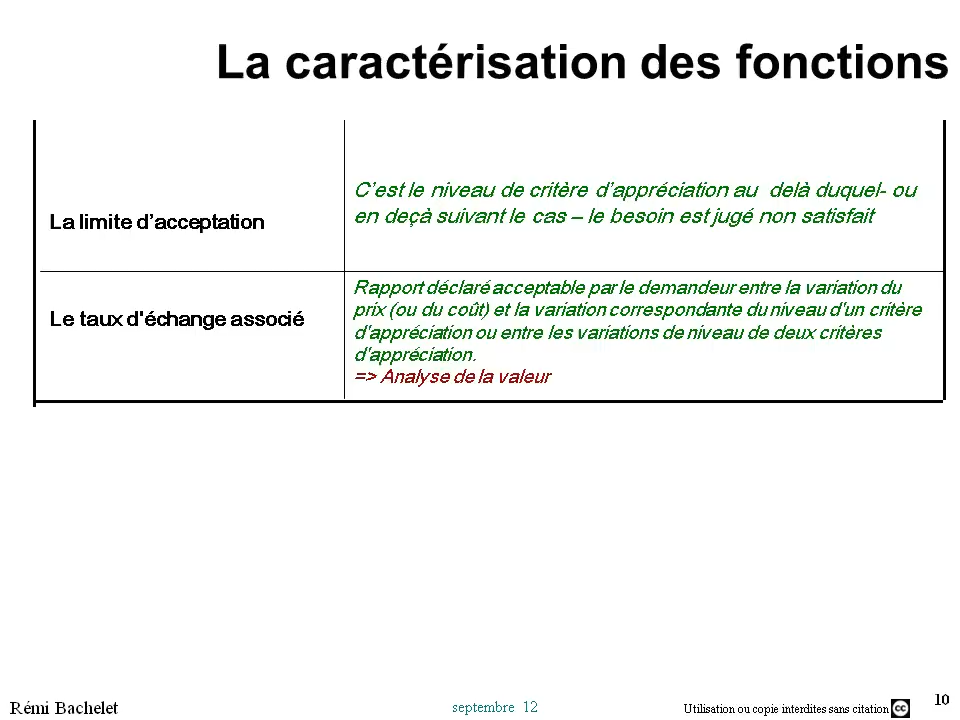 La caractérisation des fonctions
La limite d’acceptation
C’est le niveau de critère d’appréciation au delà duquel- ou
en deçà suivant le cas – le besoin est jugé non satisfait
Le taux d'échange associé
Rapport déclaré acceptable par le demandeur entre la variation du
prix (ou du coût) et la variation correspondante du niveau d'un critère
d'appréciation ou entre les variations de niveau de deux critères
d'appréciation.
=> Analyse de la valeur
Rémi Bachelet
septembre 12
Utilisation ou copie interdites sans citation
cc
10